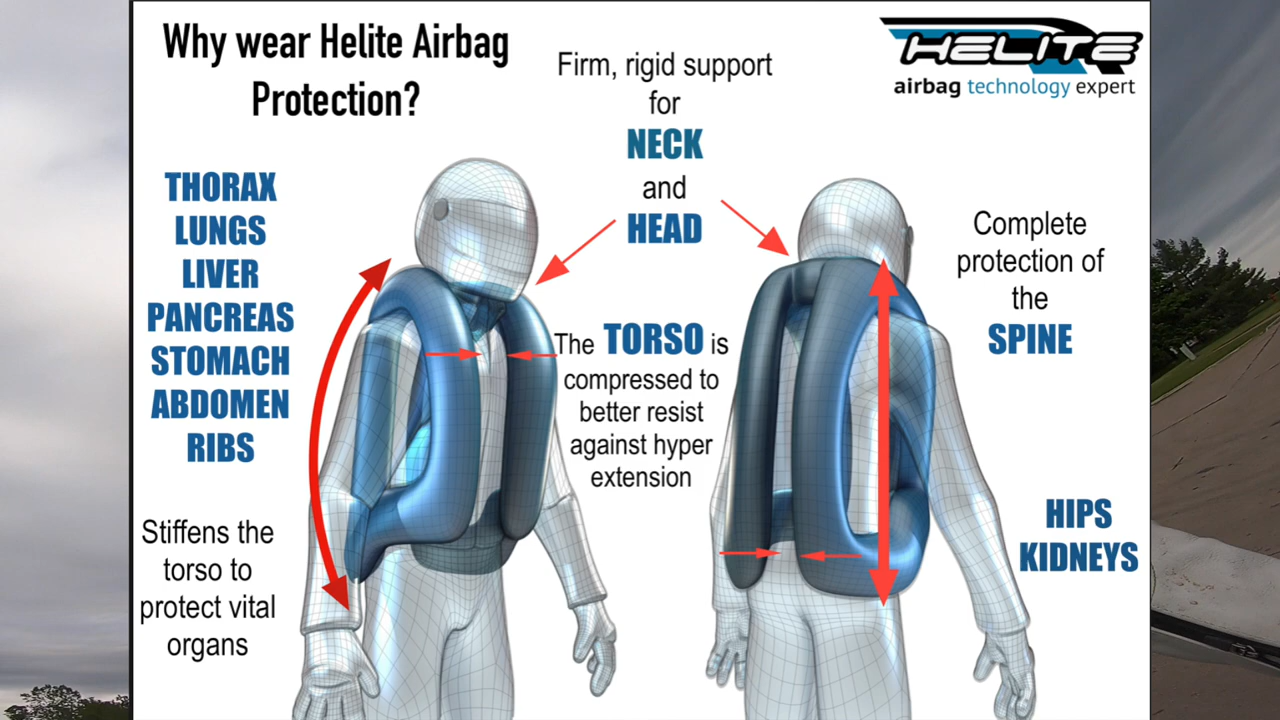 Why wear Helite Airbag
Protection?
Firm, rigid support
for
NECK
and
HEAD
HELITE
airbag technology expert
THORAX
LUNGS
LIVER
PANCREAS
STOMACH
ABDOMEN
RIBS
Stiffens the
torso to
protect vital
organs
The TORSO is
compressed to
better resist
against hyper
extension
Complete
protection of
the
SPINE
HIPS
KIDNEYS